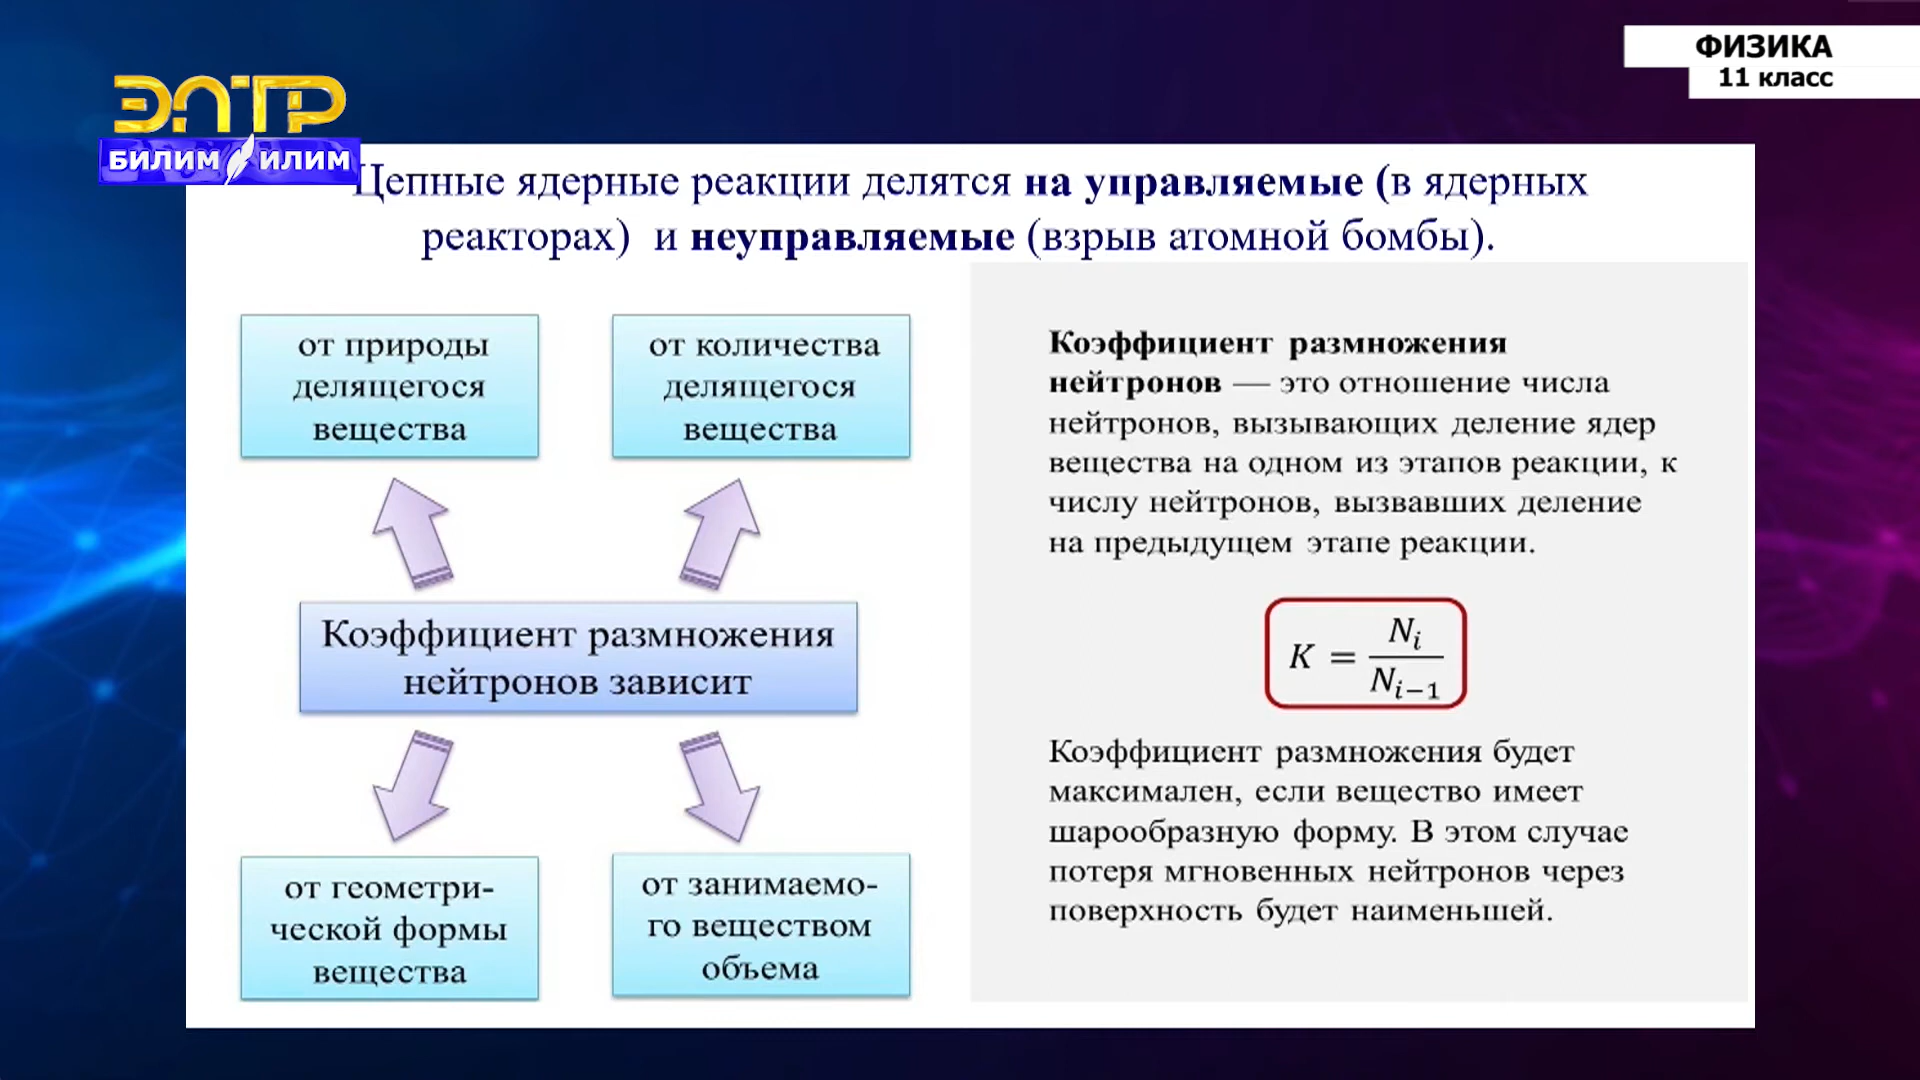 ФИЗИКА
11 класс
ЭЛТР
БИЛИМ ИЛИМ
Цепные ядерные реакции делятся на управляемые (в ядерных
реакторах) и неуправляемые (взрыв атомной бомбы).
от природы
делящегося
вещества
от количества
делящегося
вещества
Коэффициент размножения
нейтронов зависит
от геометри-
ческой формы
вещества
от занимаемо-
го веществом
объема
Коэффициент размножения
нейтронов — это отношение числа
нейтронов, вызывающих деление ядер
вещества на одном из этапов реакции, к
числу нейтронов, вызвавших деление
на предыдущем этапе реакции.
K = N_i / N_{i−1}
Коэффициент размножения будет
максимален, если вещество имеет
шарообразную форму. В этом случае
потеря мгновенных нейтронов через
поверхность будет наименьшей.